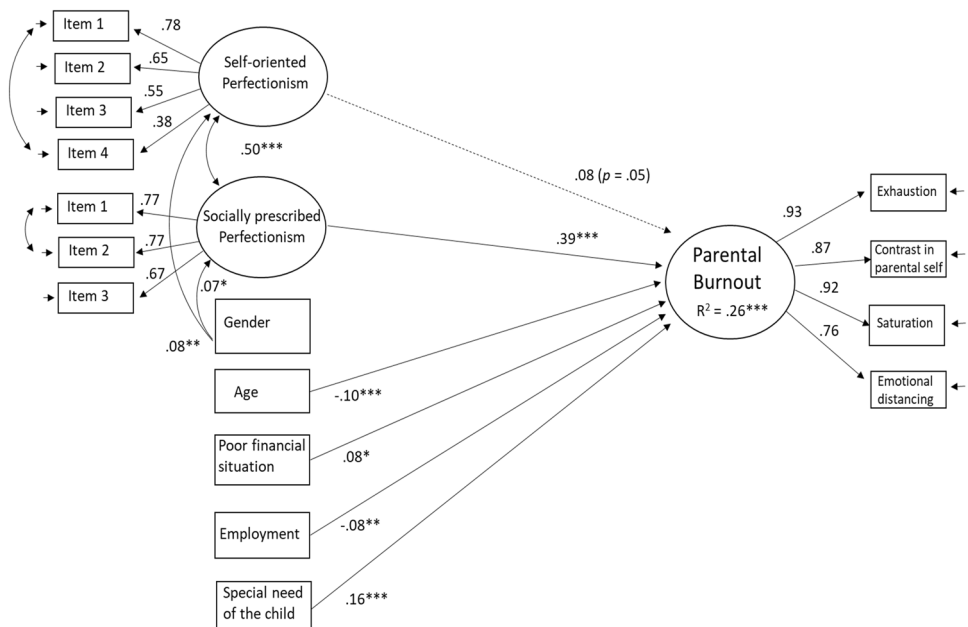 Item 1
.78
Item 2
.65
Item 3
.55
Item 4
.38
Self-oriented
Perfectionism
.50***
.08 (p = .05)
Item 1
.77
Item 2
.77
Item 3
.67
Socially prescribed
Perfectionism
.39***
.07*
.08**
Gender
Age
-.10***
Poor financial
situation
.08*
Employment
-.08**
Special need
of the child
.16***
Parental
Burnout
R² = .26***
.93
Exhaustion
.87
Contrast in
parental self
.92
Saturation
.76
Emotional
distancing